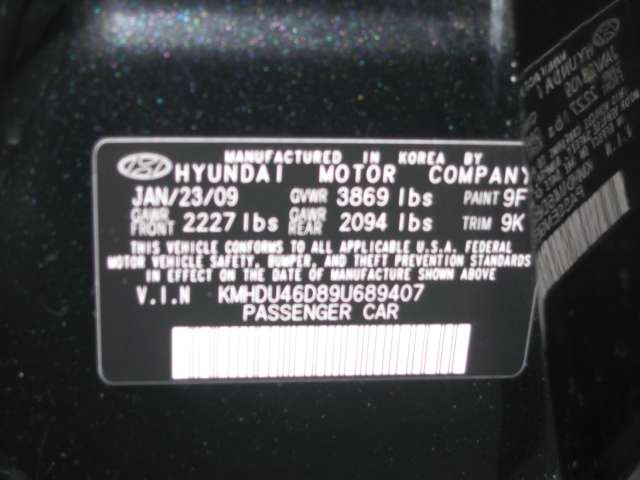 MANUFACTURED IN KOREA BY
HYUNDAI MOTOR COMPANY
JAN/23/09 GVWR 3869 lbs PAINT 9F
GAWR FRONT 2227 lbs GAWR REAR 2094 lbs TRIM 9K
THIS VEHICLE CONFORMS TO ALL APPLICABLE U.S.A. FEDERAL
MOTOR VEHICLE SAFETY, BUMPER, AND THEFT PREVENTION STANDARDS
IN EFFECT ON THE DATE OF MANUFACTURE SHOWN ABOVE
V.I.N KMHDU46D89U689407
PASSENGER CAR